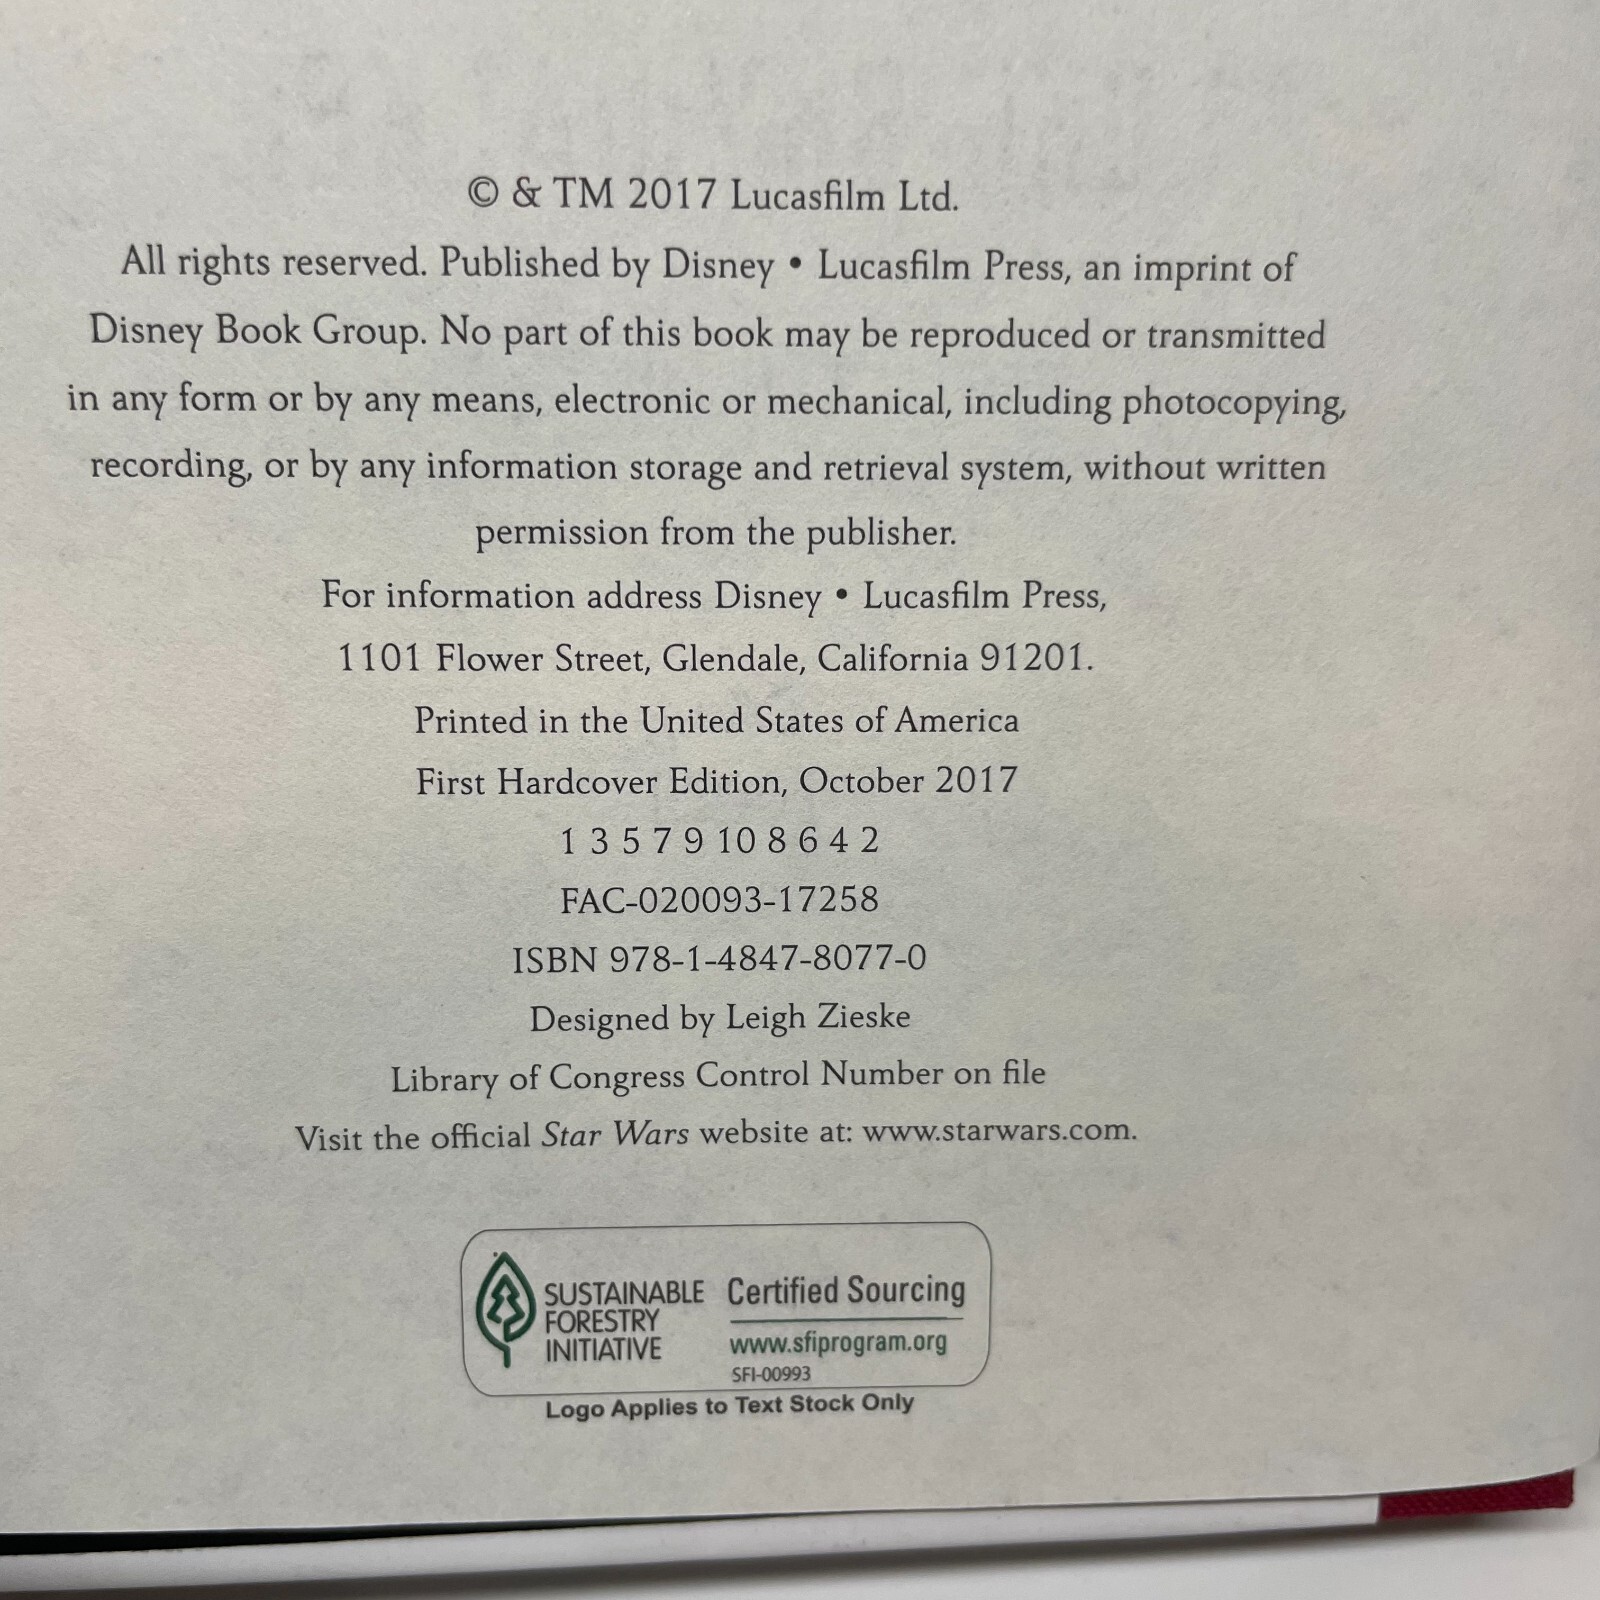 © & TM 2017 Lucasfilm Ltd.
All rights reserved. Published by Disney • Lucasfilm Press, an imprint of
Disney Book Group. No part of this book may be reproduced or transmitted
in any form or by any means, electronic or mechanical, including photocopying,
recording, or by any information storage and retrieval system, without written
permission from the publisher.
For information address Disney • Lucasfilm Press,
1101 Flower Street, Glendale, California 91201.
Printed in the United States of America
First Hardcover Edition, October 2017
1 3 5 7 9 10 8 6 4 2
FAC-020093-17258
ISBN 978-1-4847-8077-0
Designed by Leigh Zieske
Library of Congress Control Number on file
Visit the official Star Wars website at: www.starwars.com.
SUSTAINABLE
FORESTRY
INITIATIVE
Certified Sourcing
www.sfiprogram.org
SFI-00993
Logo Applies to Text Stock Only